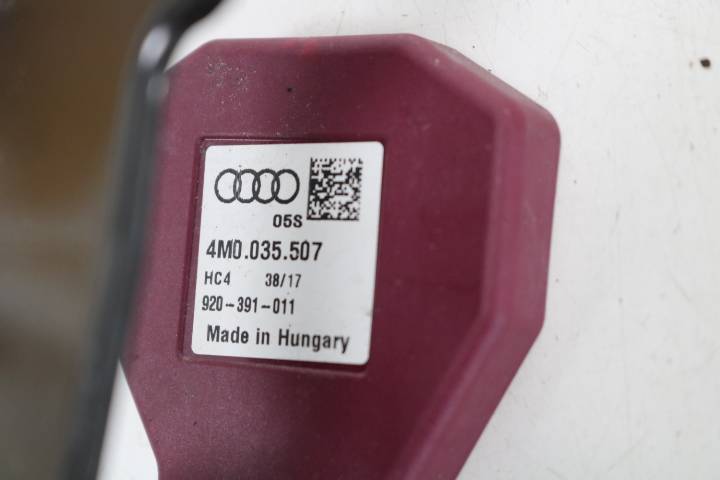 05S
4M0.035.507
HC4 38/17
920-391-011
Made in Hungary